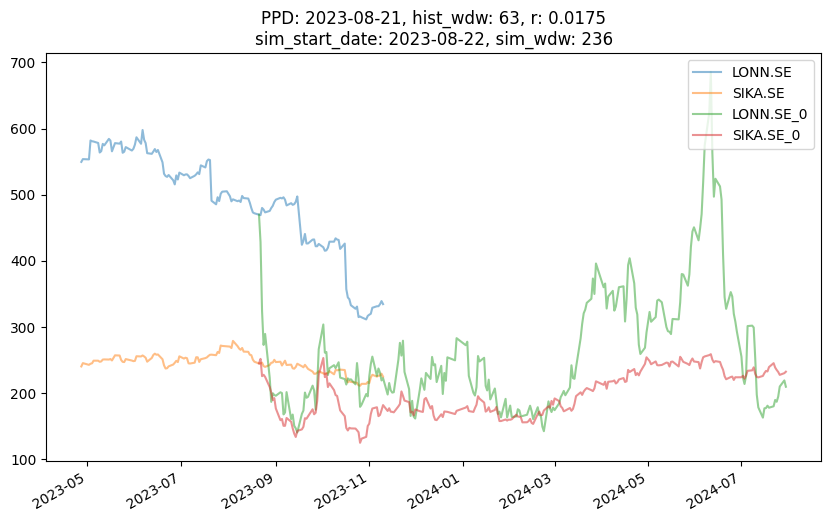 PPD: 2023-08-21, hist_wdw: 63, r: 0.0175
sim_start_date: 2023-08-22, sim_wdw: 236
700
600
500
400
300
200
100
LONN.SE
SIKA.SE
LONN.SE_0
SIKA.SE_0
2023-05
2023-07
2023-09
2023-11
2024-01
2024-03
2024-05
2024-07